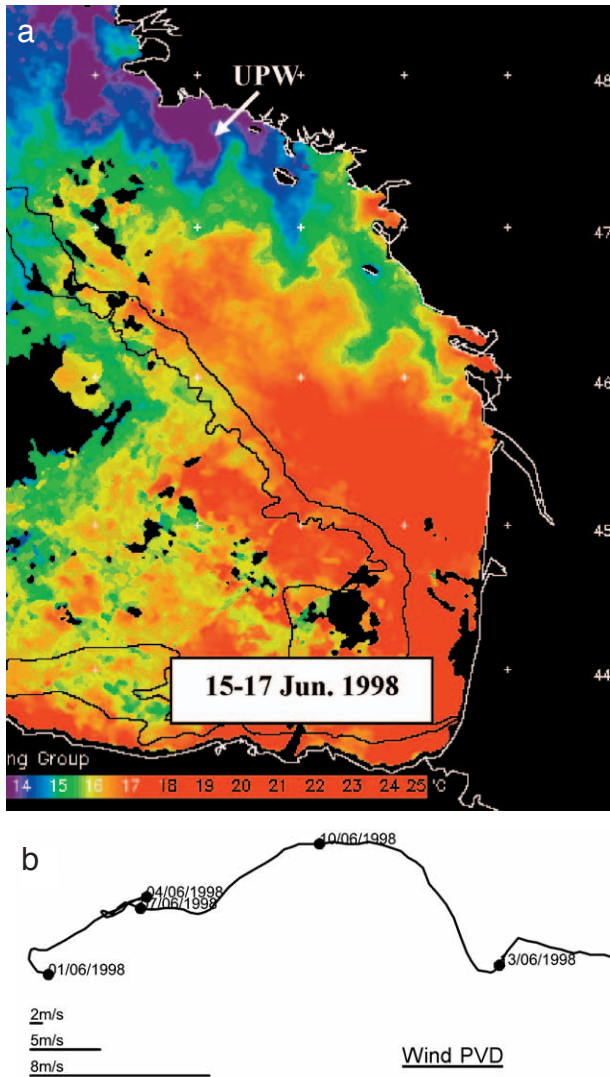 a
UPW
48
47
46
45
44
15-17 Jun. 1998
ng Group
14 15 16 17 18 19 20 21 22 23 24 25 °C
b
10/06/1998
04/06/1998
7/06/1998
01/06/1998
3/06/1998
2m/s
5m/s
8m/s
Wind PVD